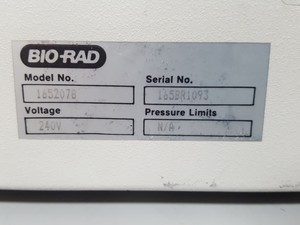 BIO-RAD
Model No. Serial No.
1652078 165BR1093
Voltage Pressure Limits
240V N/A